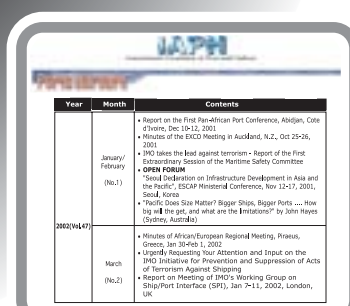 IAPH
Year Month Contents
2002(Vol.47)
January/
February
(No.1)
• Report on the First Pan-African Port Conference, Abidjan, Cote
d'Ivoire, Dec 10-12, 2001
• Minutes of the EXCO Meeting in Auckland, N.Z., Oct 25-26,
2001
• IMO takes the lead against terrorism - Report of the First
Extraordinary Session of the Maritime Safety Committee
• OPEN FORUM
"Seoul Declaration on Infrastructure Development in Asia and
the Pacific", ESCAP Ministerial Conference, Nov 12-17, 2001,
Seoul, Korea
• "Pacific Does Size Matter? Bigger Ships, Bigger Ports .... How
big will the get, and what are the limitations?" by John Hayes
(Sydney, Australia)
March
(No.2)
• Minutes of African/European Regional Meeting, Piraeus,
Greece, Jan 30-Feb 1, 2002
• Urgently Requesting Your Attention and Input on the
IMO Initiative for Prevention and Suppression of Acts
of Terrorism Against Shipping
• Report on Meeting of IMO's Working Group on
Ship/Port Interface (SPI), Jan 7-11, 2002, London,
UK